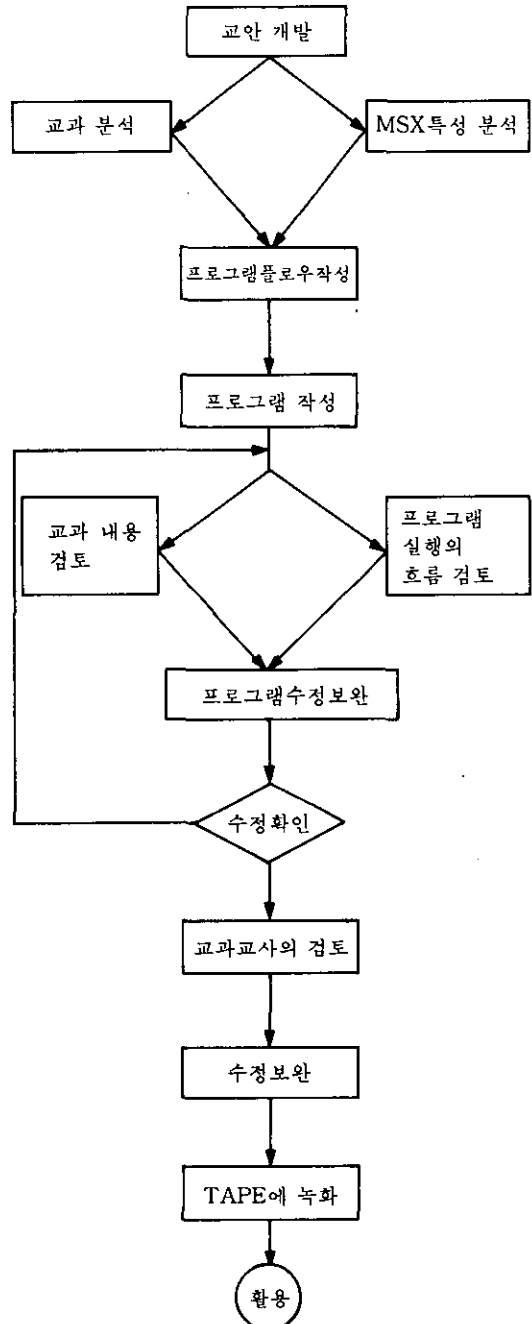 교안 개발
교과 분석
MSX특성 분석
프로그램플로우작성
프로그램 작성
교과 내용
검토
프로그램
실행의
흐름 검토
프로그램수정보완
수정확인
교과교사의 검토
수정보완
TAPE에 녹화
활용